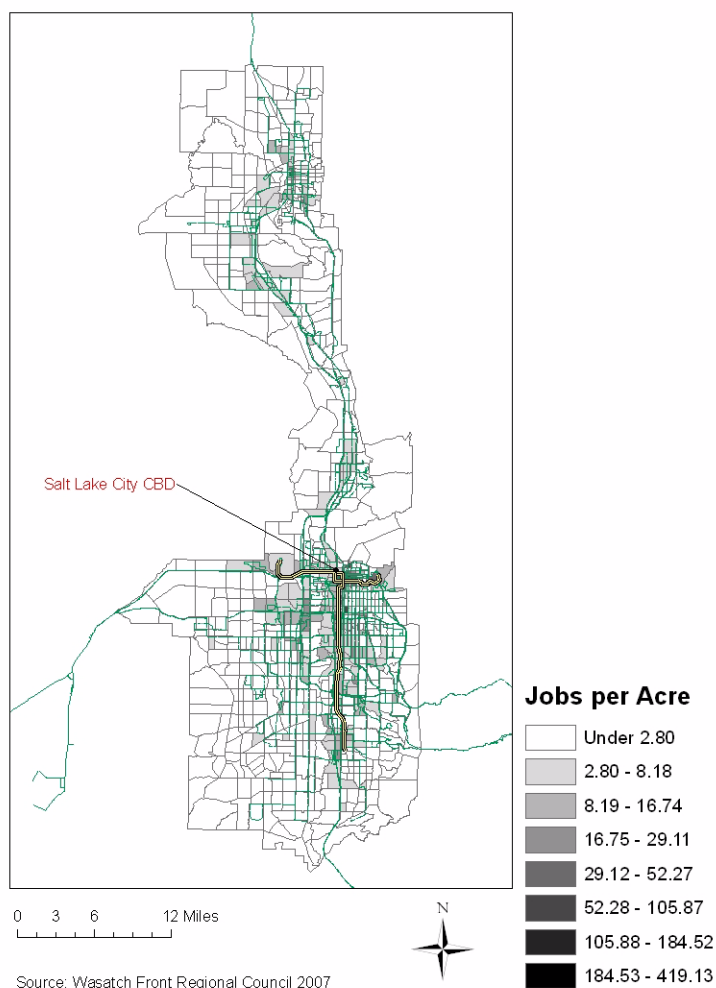 Salt Lake City CBD
Jobs per Acre
Under 2.80
2.80 - 8.18
8.19 - 16.74
16.75 - 29.11
29.12 - 52.27
52.28 - 105.87
105.88 - 184.52
184.53 - 419.13
0 3 6 12 Miles
N
Source: Wasatch Front Regional Council 2007